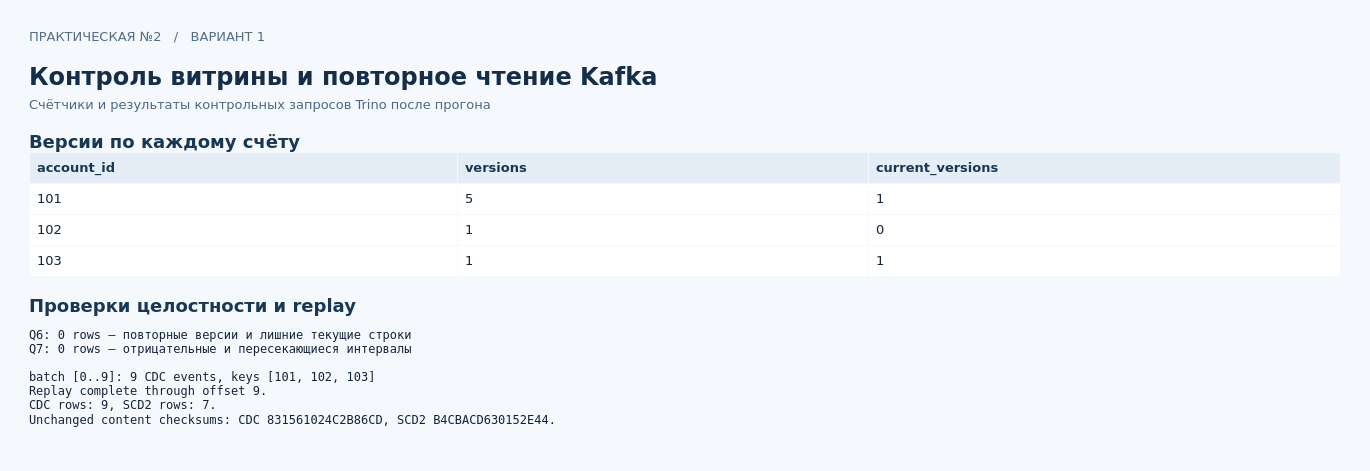 ПРАКТИЧЕСКАЯ №2 / ВАРИАНТ 1
Контроль витрины и повторное чтение Kafka
Счётчики и результаты контрольных запросов Trino после прогона
Версии по каждому счёту
account_id versions current_versions
101 5 1
102 1 0
103 1 1
Проверки целостности и replay
Q6: 0 rows — повторные версии и лишние текущие строки
Q7: 0 rows — отрицательные и пересекающиеся интервалы
batch [0..9]: 9 CDC events, keys [101, 102, 103]
Replay complete through offset 9.
CDC rows: 9, SCD2 rows: 7.
Unchanged content checksums: CDC 831561024C2B86CD, SCD2 B4CBACD630152E44.